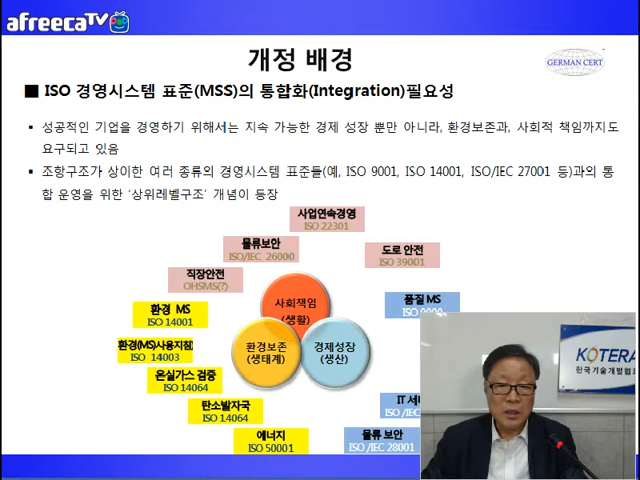 afreecaTV
개정 배경
GERMAN CERT
■ ISO 경영시스템 표준(MSS)의 통합화(Integration)필요성
• 성공적인 기업을 경영하기 위해서는 지속 가능한 경제 성장 뿐만 아니라, 환경보존과, 사회적 책임까지도
요구되고 있음
• 조항구조가 상이한 여러 종류의 경영시스템 표준들(예, ISO 9001, ISO 14001, ISO/IEC 27001 등)과의 통
합 운영을 위한 '상위레벨구조' 개념이 등장
사업연속경영
ISO 22301
물류보안
ISO/IEC 26000
도로 안전
ISO 39001
직장안전
OHSMS(?)
사회책임
(생활)
품질 MS
ISO 9000
환경 MS
ISO 14001
환경(MS)사용지침
ISO 14003
환경보존
(생태계)
경제성장
(생산)
온실가스 검증
ISO 14064
탄소발자국
ISO 14064
IT 서
ISO /IEC
에너지
ISO 50001
물류 보안
ISO /IEC 28001
KOTERA
한국기술개발협회